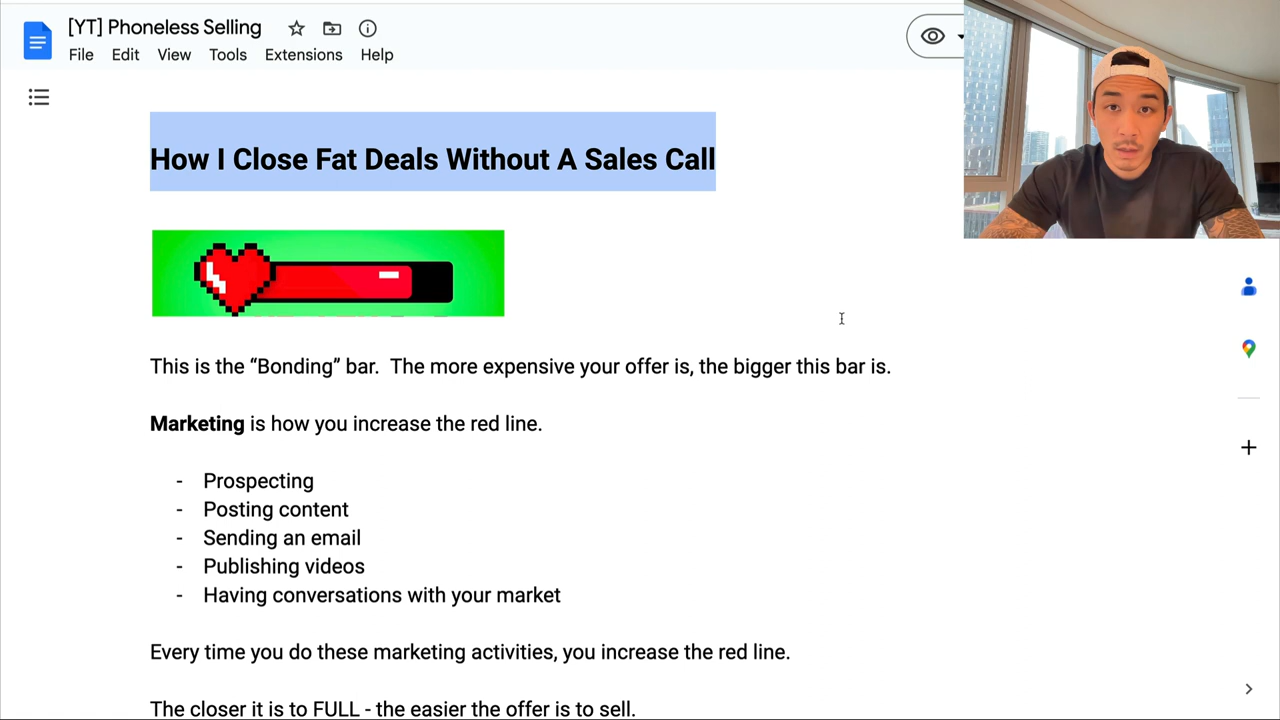 [YT] Phoneless Selling
File Edit View Tools Extensions Help
How I Close Fat Deals Without A Sales Call
This is the “Bonding” bar.  The more expensive your offer is, the bigger this bar is.
Marketing is how you increase the red line.
- Prospecting
- Posting content
- Sending an email
- Publishing videos
- Having conversations with your market
Every time you do these marketing activities, you increase the red line.
The closer it is to FULL - the easier the offer is to sell.